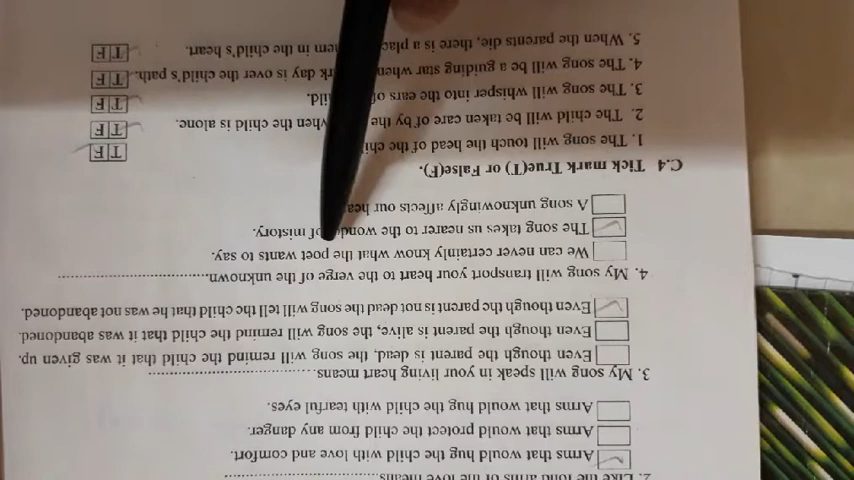 2. Like the fond arms of the love means
Arms that would hug the child with love and comfort.
Arms that would protect the child from any danger.
Arms that would hug the child with tearful eyes.
3. My song will speak in your living heart means
Even though the parent is dead, the song will remind the child that it was given up.
Even though the parent is alive, the song will remind the child that it was abandoned.
Even though the parent is not dead the song will tell the child that he was not abandoned.
4. My song will transport your heart to the verge of the unknown
We can never certainly know what the poet wants to say.
The song takes us nearer to the of mistory.
A song unknowingly affects our
C.4 Tick mark True(T) or False(F).
1. The song will touch the head of the T F
2. The child will be taken care of by the when the child is alone. T F
3. The song will whisper into the ears of T F
4. The song will be a guiding star when day is over the child's path. T F
5. When the parents die, there is a in the child's heart. T F